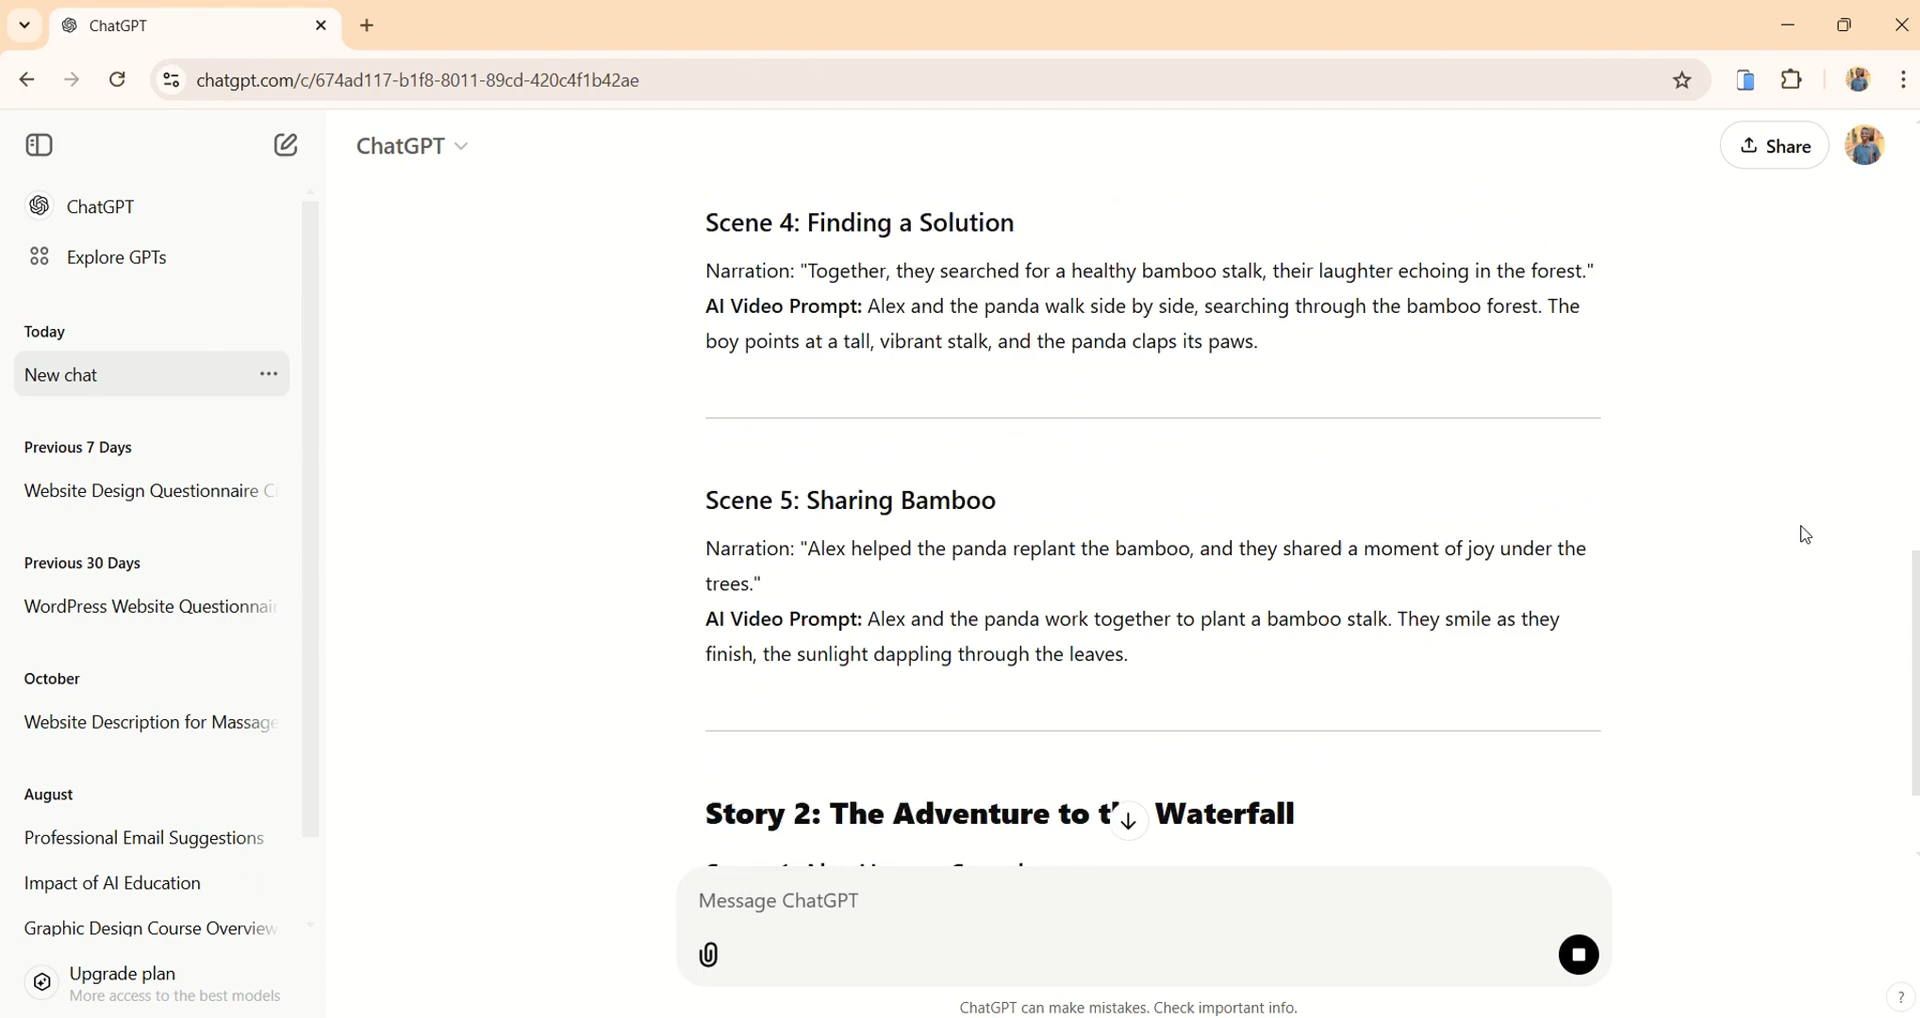 ChatGPT
chatgpt.com/c/674ad117-b1f8-8011-89cd-420c4f1b42ae
ChatGPT
Share
ChatGPT
Explore GPTs
Today
New chat
Previous 7 Days
Website Design Questionnaire
Previous 30 Days
WordPress Website
October
Website Description for Massage
August
Professional Email Suggestions
Impact of AI Education
Graphic Design Course Overview
Upgrade plan
More access to the best models
Scene 4: Finding a Solution
Narration: "Together, they searched for a healthy bamboo stalk, their laughter echoing in the forest."
AI Video Prompt: Alex and the panda walk side by side, searching through the bamboo forest. The
boy points at a tall, vibrant stalk, and the panda claps its paws.
Scene 5: Sharing Bamboo
Narration: "Alex helped the panda replant the bamboo, and they shared a moment of joy under the
trees."
AI Video Prompt: Alex and the panda work together to plant a bamboo stalk. They smile as they
finish, the sunlight dappling through the leaves.
Story 2: The Adventure to Waterfall
Message ChatGPT
ChatGPT can make mistakes. Check important info.
?